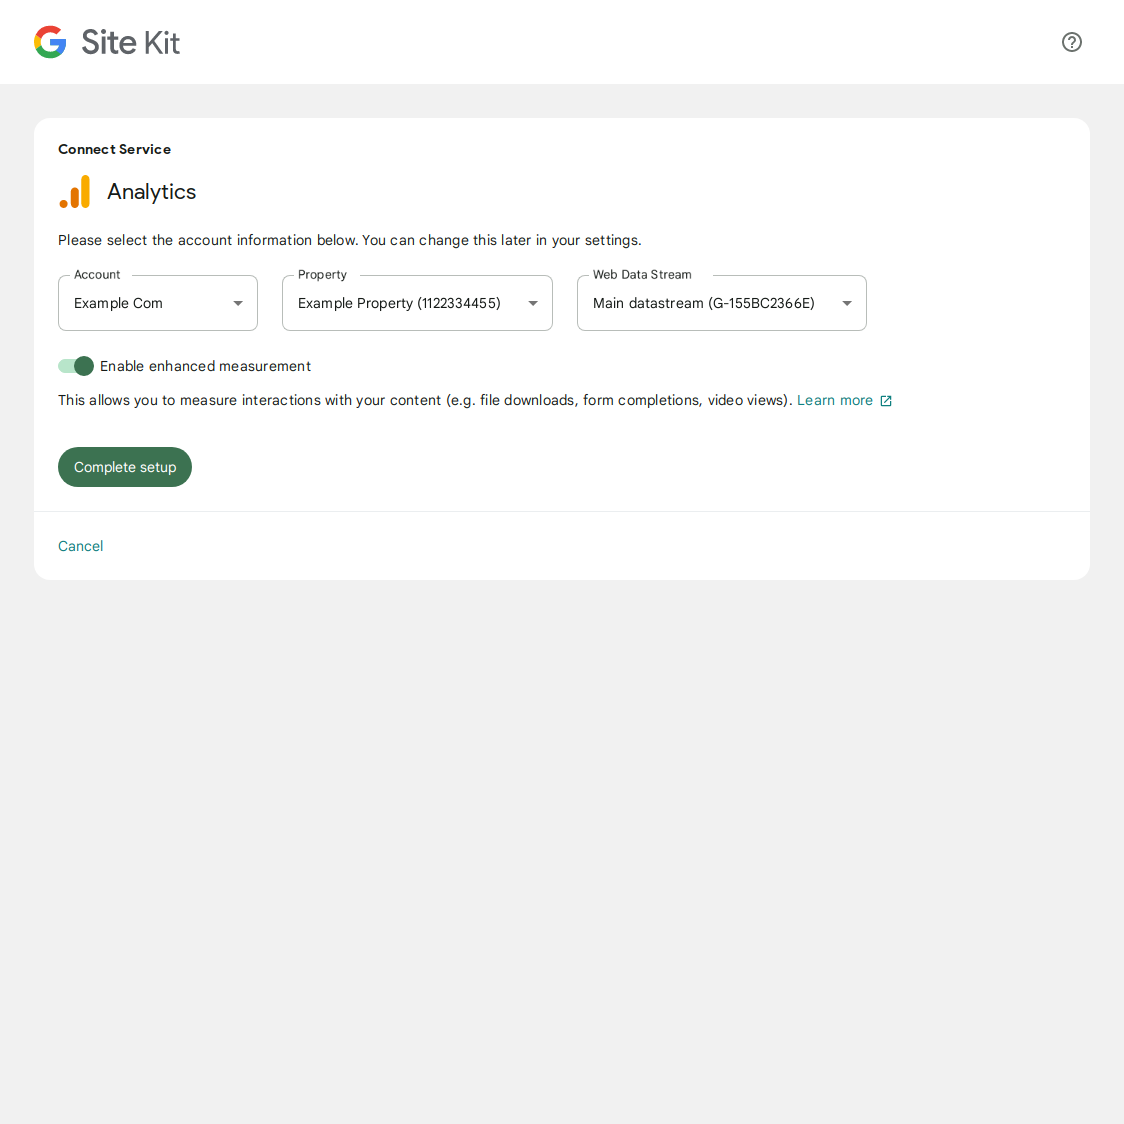 Site Kit
Connect Service
Analytics
Please select the account information below. You can change this later in your settings.
Account
Example Com
Property
Example Property (1122334455)
Web Data Stream
Main datastream (G-155BC2366E)
Enable enhanced measurement
This allows you to measure interactions with your content (e.g. file downloads, form completions, video views). Learn more
Complete setup
Cancel